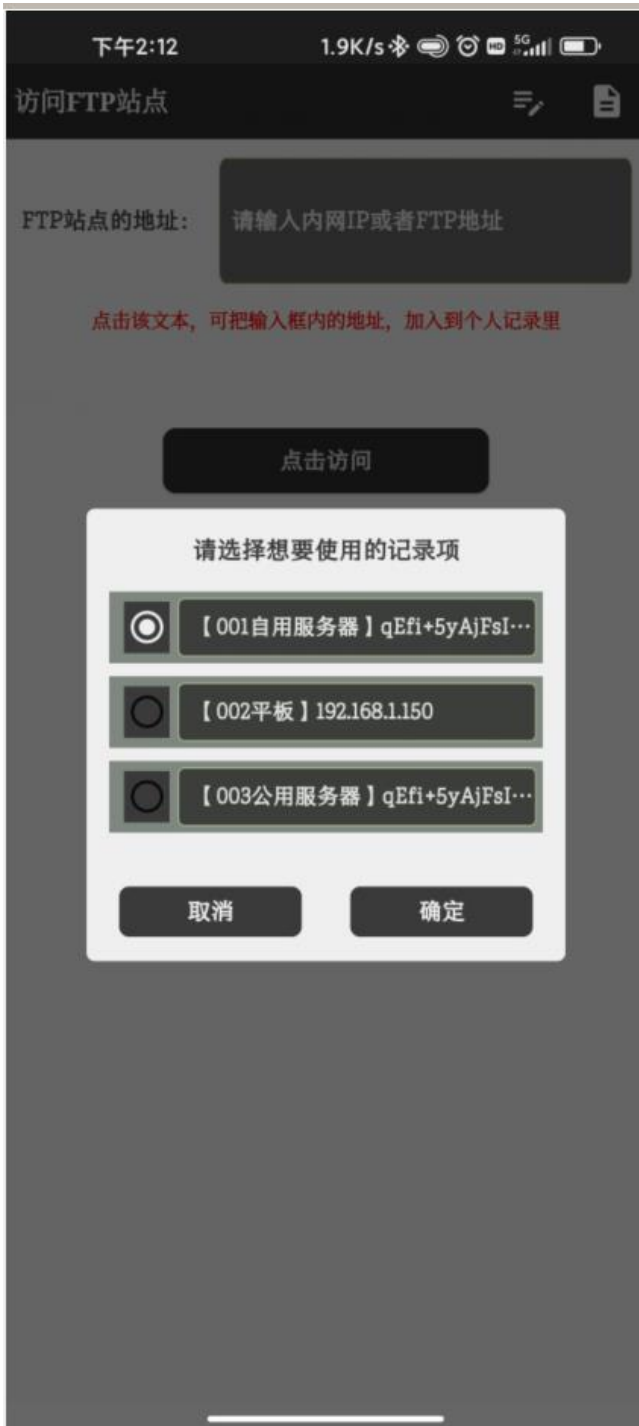 下午2:12 1.9K/s HD 5G
访问FTP站点
FTP站点的地址: 请输入内网IP或者FTP地址
点击该文本，可把输入框内的地址，加入到个人记录里
点击访问
请选择想要使用的记录项
【001自用服务器】qEfi+5yAjFsI…
【002平板】192.168.1.150
【003公用服务器】qEfi+5yAjFsI…
取消 确定